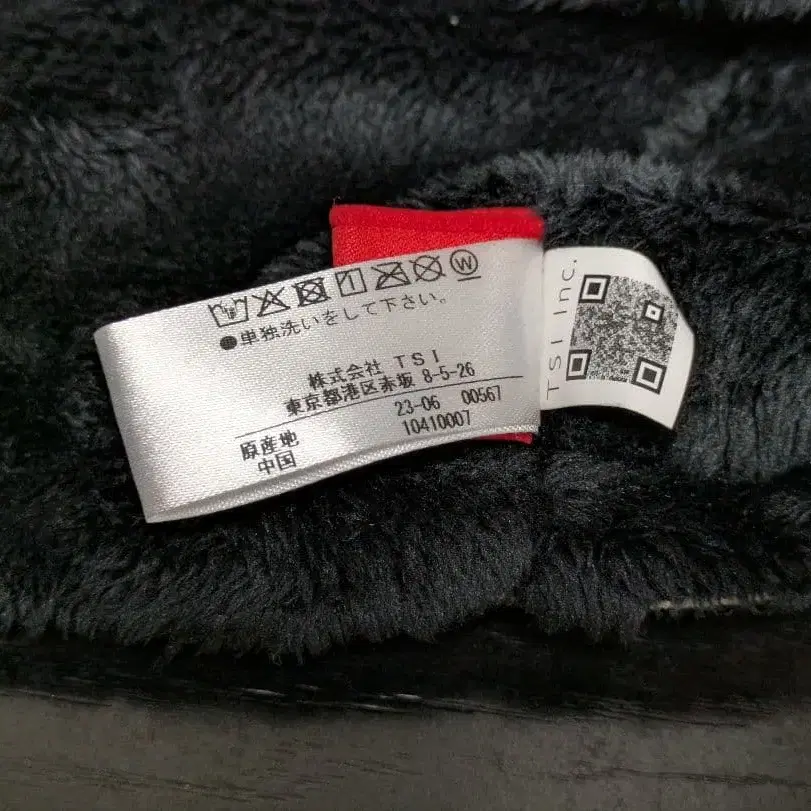 ●単独洗いをして下さい。
株式会社 TSI
東京都港区赤坂 8-5-26
23-06 00567
10410007
原産地
中国
TSI Inc.